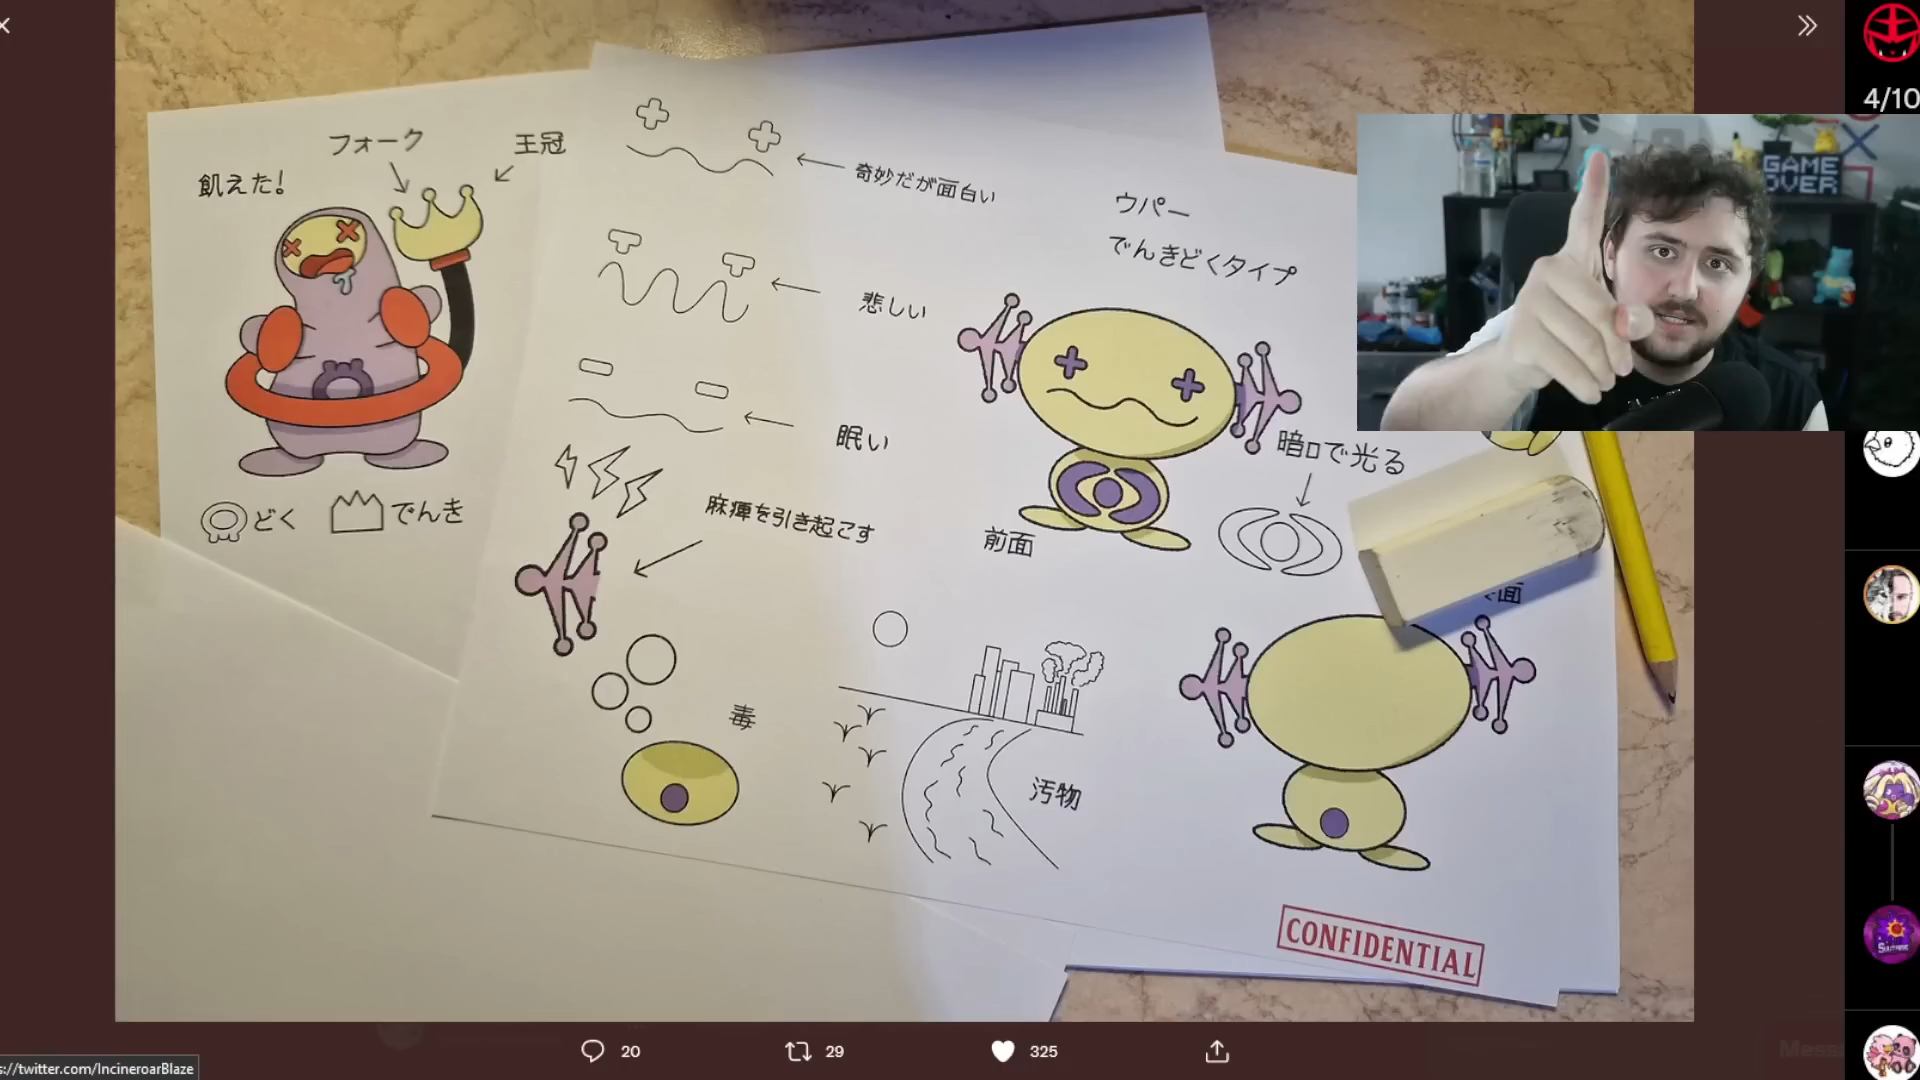 4/10
GAME
OVER
フォーク
王冠
飢えた!
どく
でんき
奇妙だが面白い
悲しい
眠い
麻痺を引き起こす
毒
汚物
ウパー
でんきどくタイプ
前面
暗口で光る
面
CONFIDENTIAL
20
29
325
s://twitter.com/IncineroarBlaze